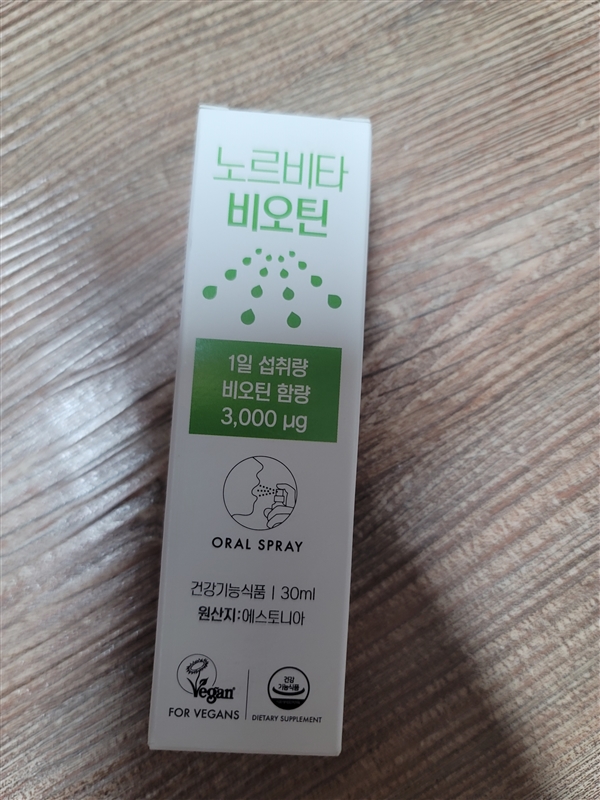 노르비타
비오틴
1일 섭취량
비오틴 함량
3,000 µg
ORAL SPRAY
건강기능식품 | 30ml
원산지:에스토니아
Vegan
FOR VEGANS
건강
기능식품
DIETARY SUPPLEMENT